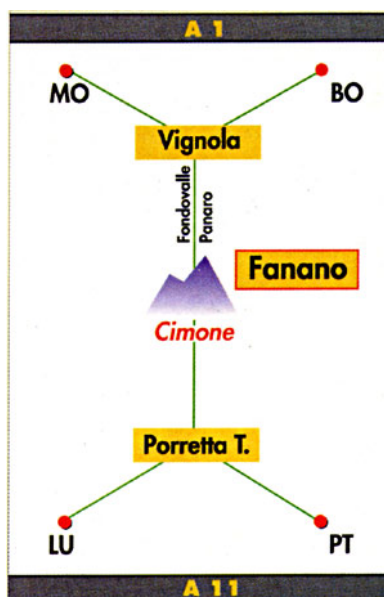 A 1
MO
BO
Vignola
Fondovalle
Panaro
Fanano
Cimone
Porretta T.
LU
PT
A 11